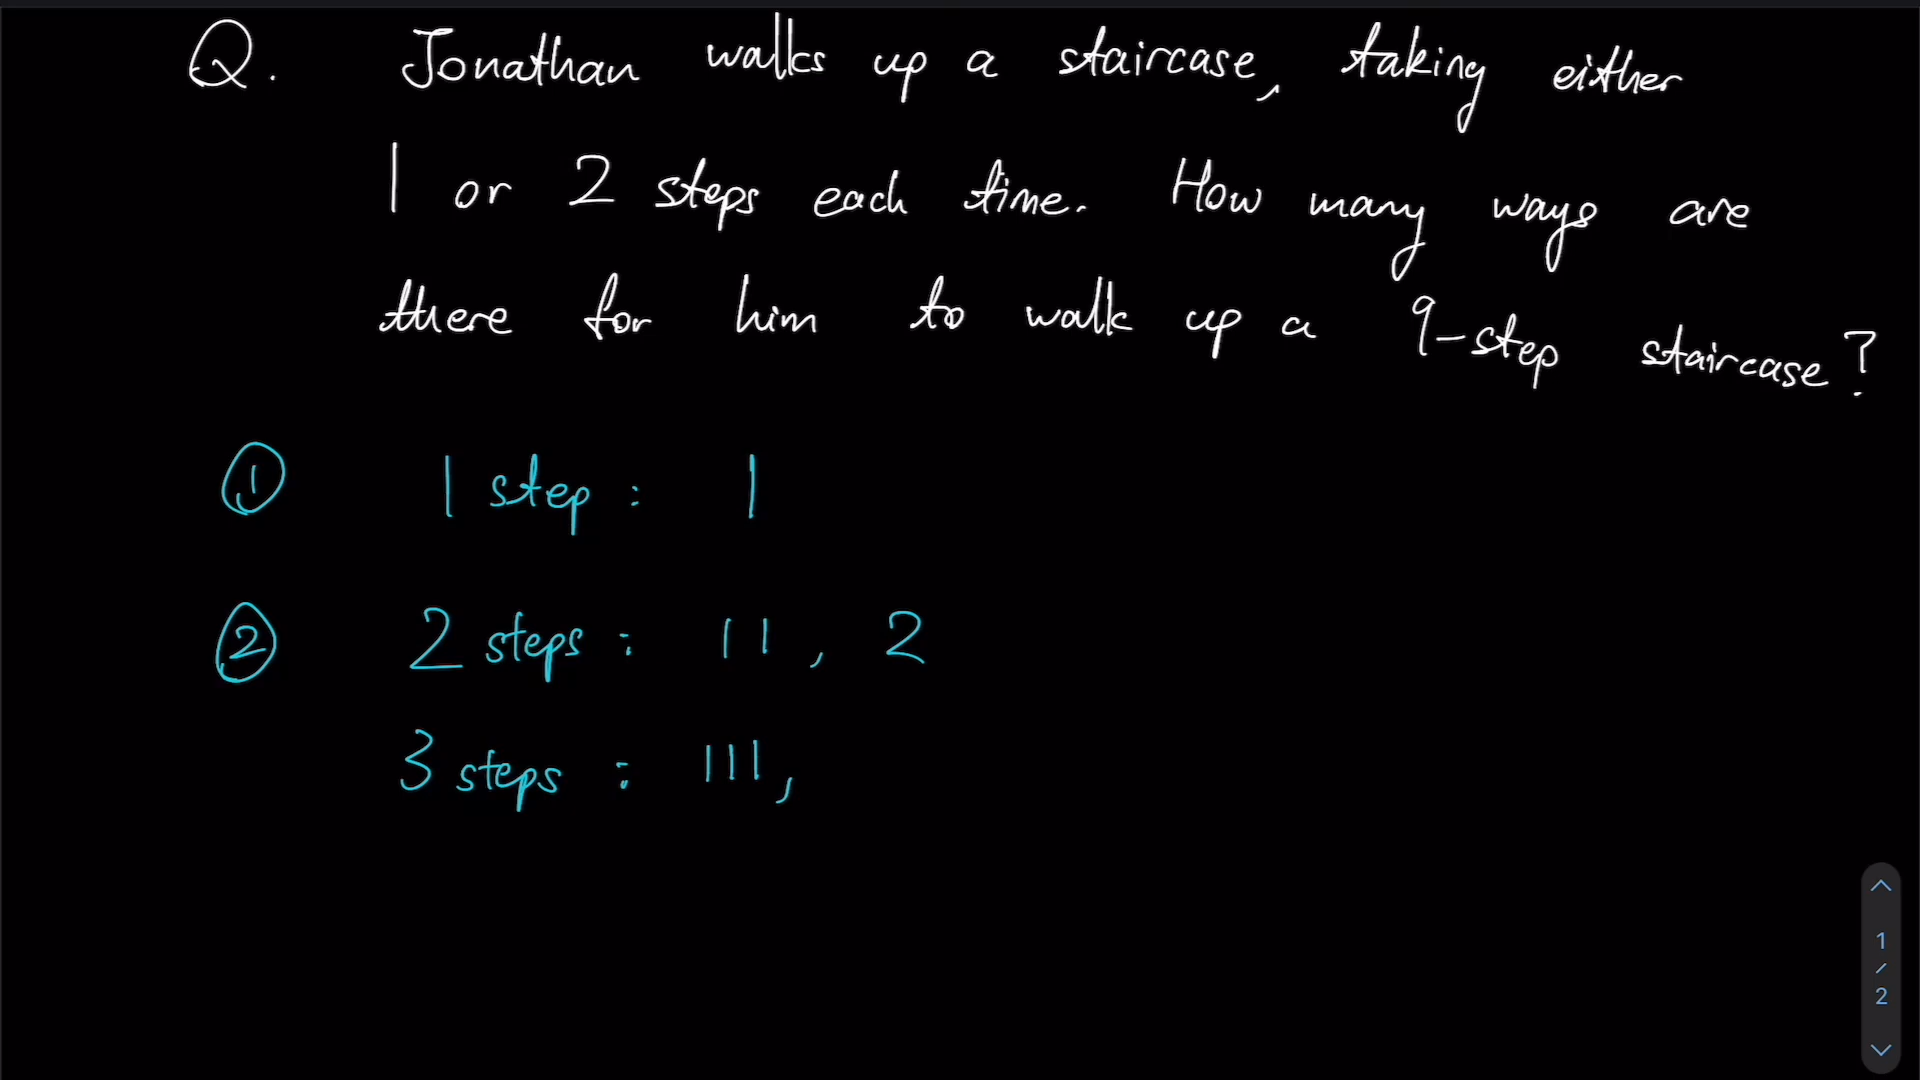 Q. Jonathan walks up a staircase, taking either
1 or 2 steps each time. How many ways are
there for him to walk up a 9-step staircase?
① 1 step : 1
② 2 steps : 11, 2
3 steps : 111,
1
/
2